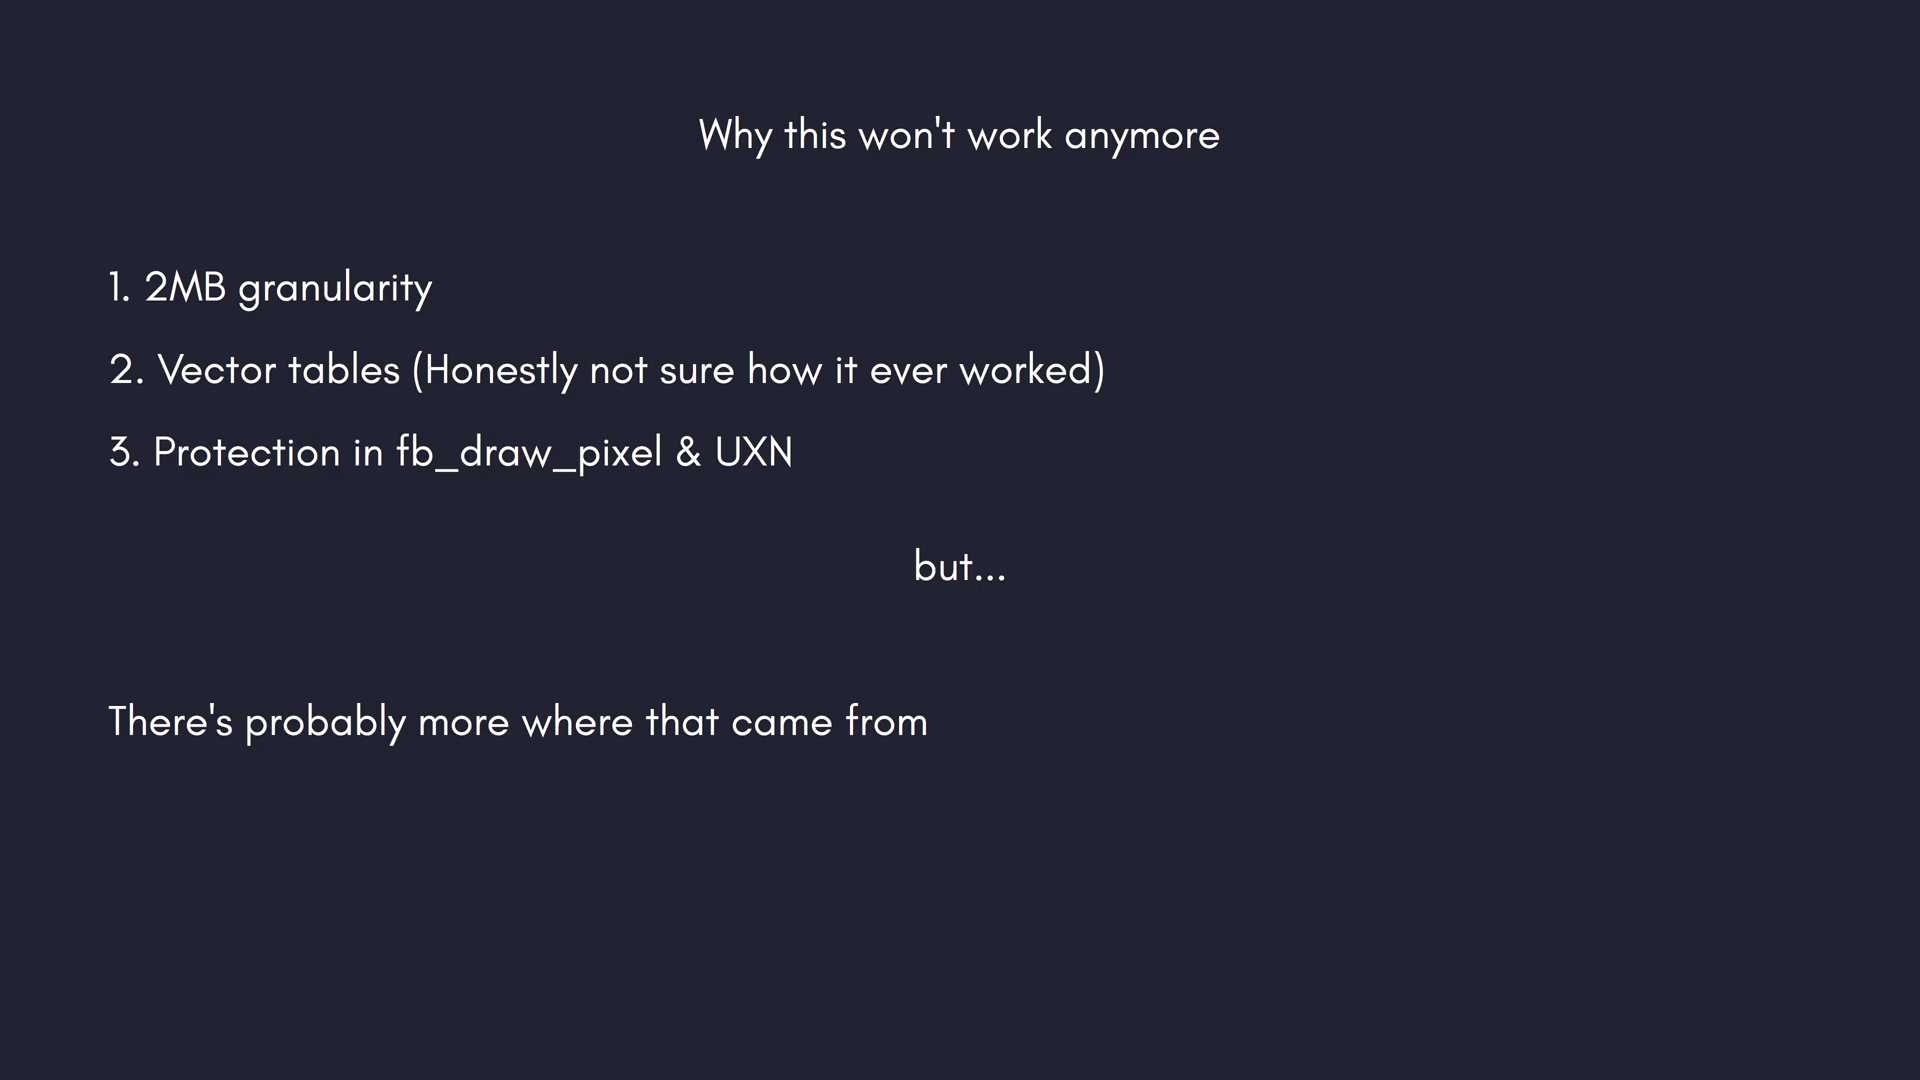 Why this won't work anymore
1. 2MB granularity
2. Vector tables (Honestly not sure how it ever worked)
3. Protection in fb_draw_pixel & UXN
but...
There's probably more where that came from